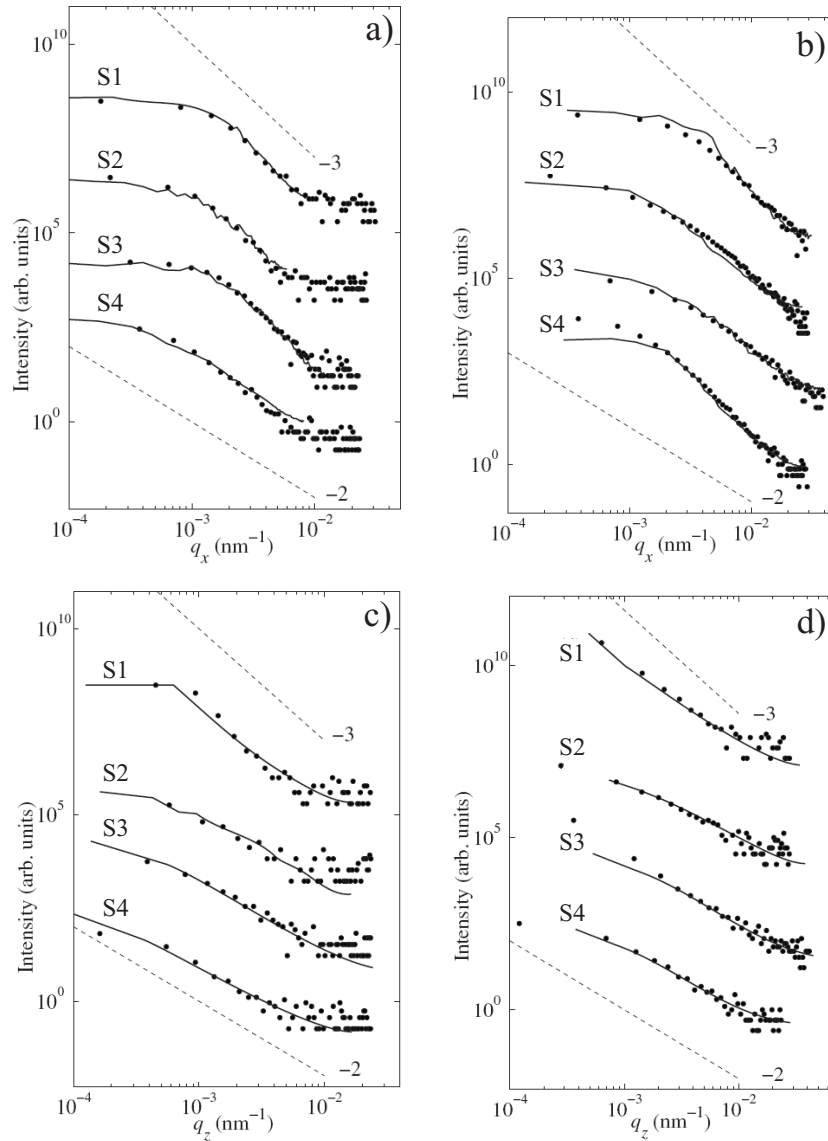 a)
10^10
S1
−3
S2
10^5
S3
S4
10^0
−2
Intensity (arb. units)
10^−4
10^−3
10^−2
q_x (nm^−1)
b)
10^10
S1
−3
S2
10^5
S3
S4
10^0
−2
Intensity (arb. units)
10^−4
10^−3
10^−2
q_x (nm^−1)
c)
10^10
S1
−3
S2
10^5
S3
S4
10^0
−2
Intensity (arb. units)
10^−4
10^−3
10^−2
q_z (nm^−1)
d)
S1
10^10
−3
S2
10^5
S3
S4
10^0
−2
Intensity (arb. units)
10^−4
10^−3
10^−2
q_z (nm^−1)